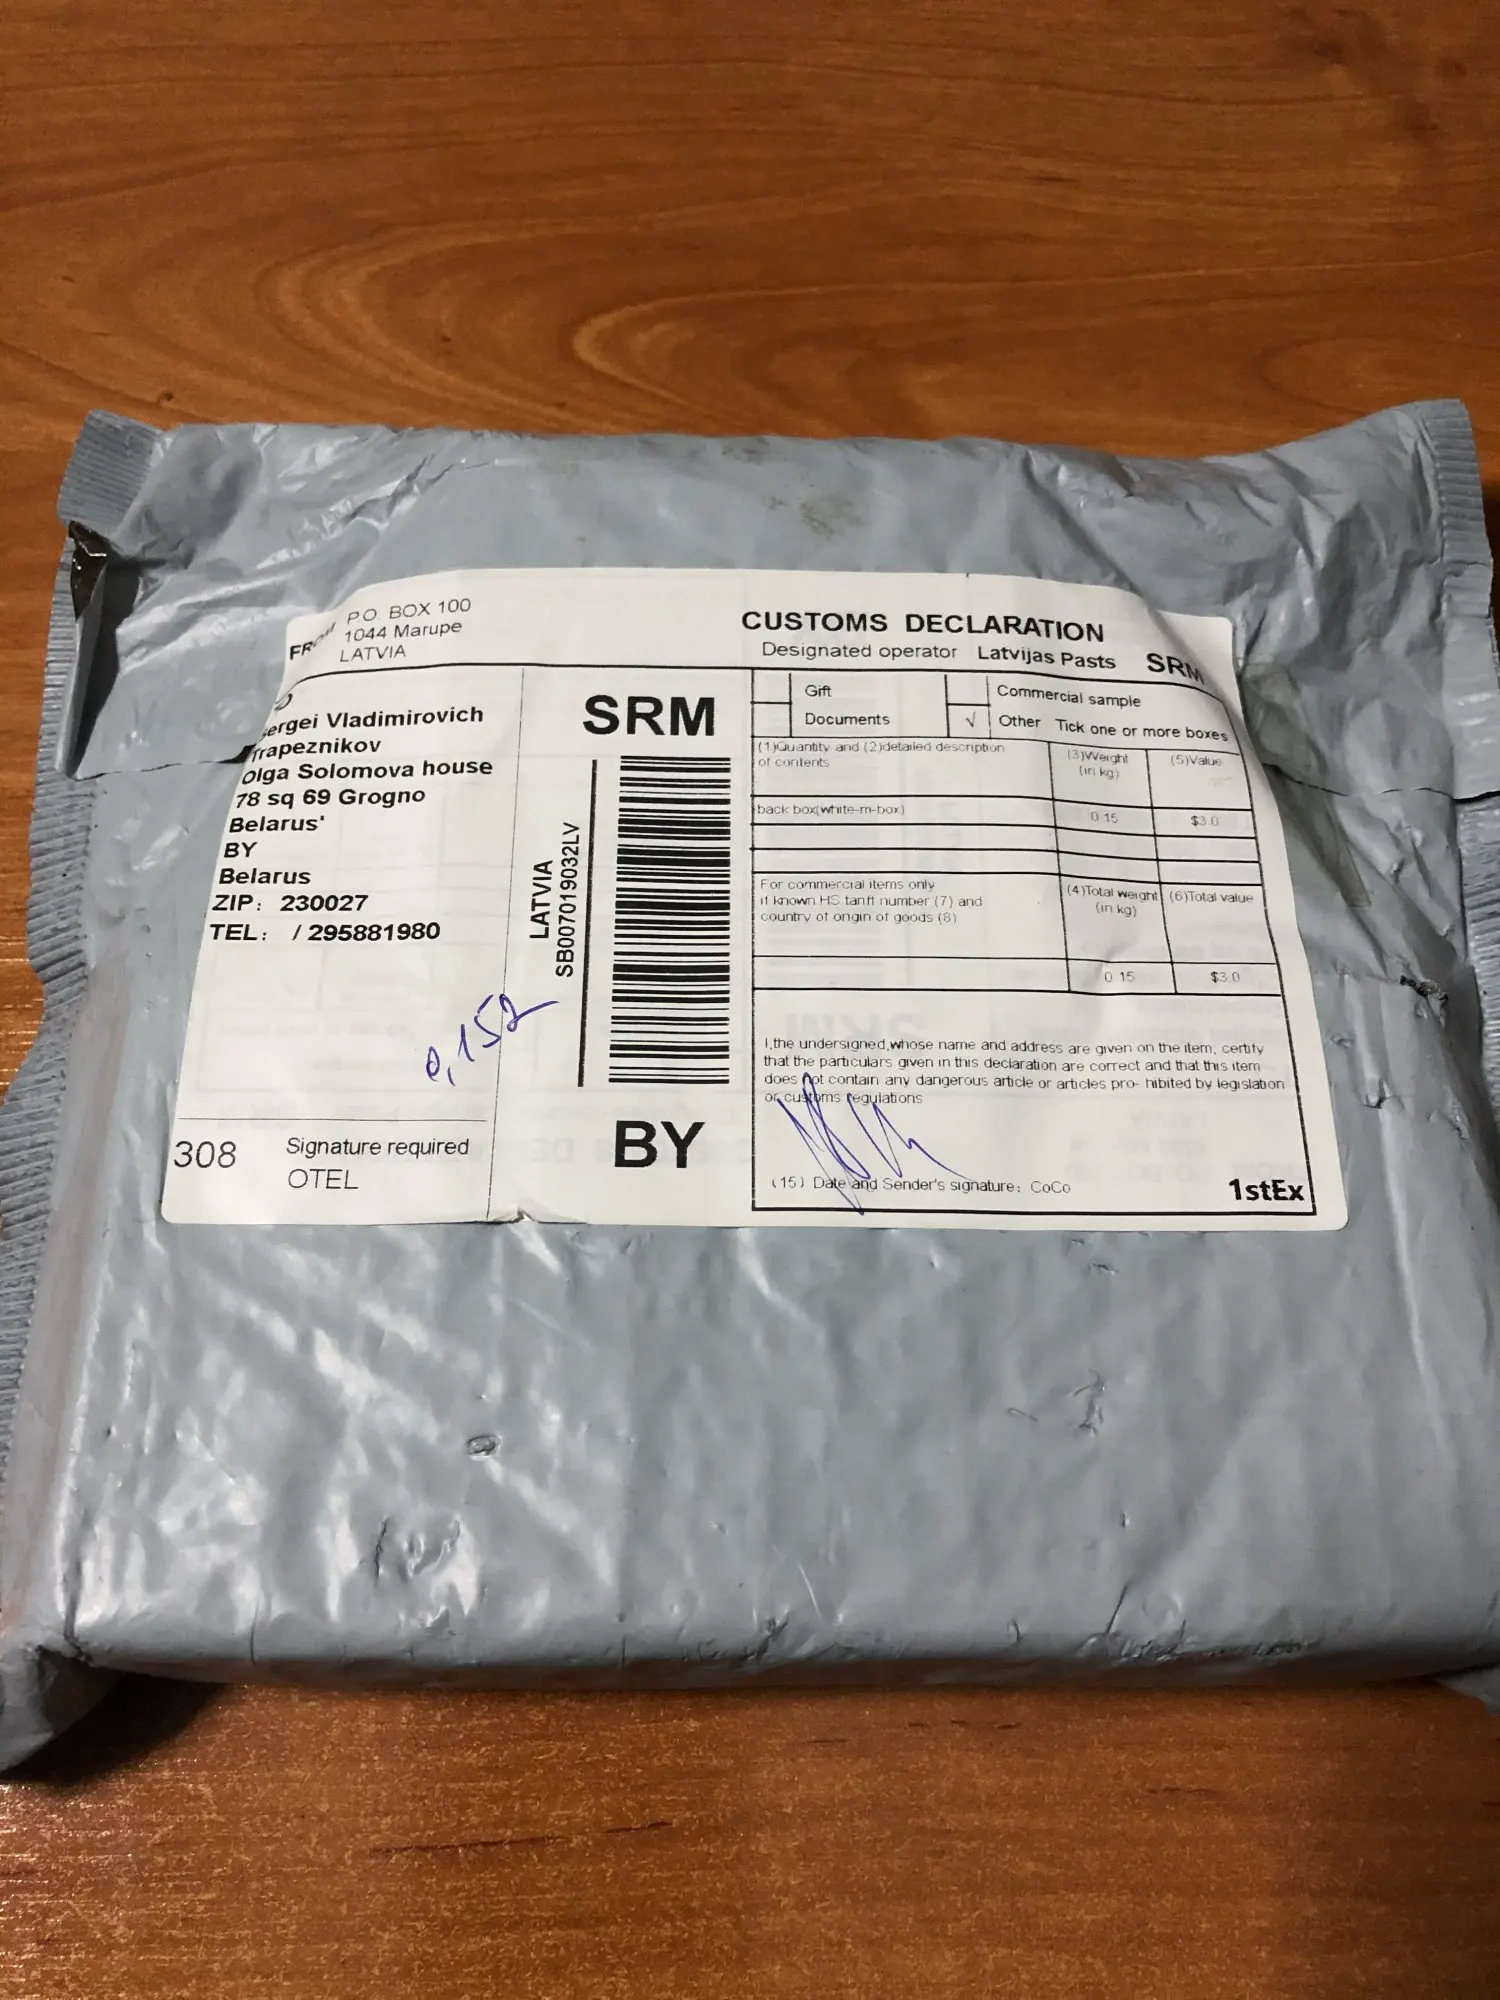 FROM
P.O. BOX 100
1044 Marupe
LATVIA
Vladimirovich
Trapeznikov
Olga Solomova house
78 sq 69 Grogno
Belarus'
BY
Belarus
ZIP: 230027
TEL: / 295881980
0,152
308
Signature required
OTEL
SRM
LATVIA
SB007019032LV
BY
CUSTOMS DECLARATION
Designated operator Latvijas Pasts SRM
Gift
Commercial sample
Documents
√ Other Tick one or more boxes
(1)Quantity and (2)detailed description
of contents
(3)Weight
(in kg)
(5)Value
back box(white-m-box)
0.15
$3.0
For commercial items only
if known HS tariff number (7) and
country of origin of goods (8)
(4)Total weight
(in kg)
(6)Total value
0.15
$3.0
I,the undersigned,whose name and address are given on the item, certify
that the particulars given in this declaration are correct and that this item
does not contain any dangerous article or articles pro- hibited by legislation
or customs regulations
(15) Date and Sender's signature: CoCo
1stEx